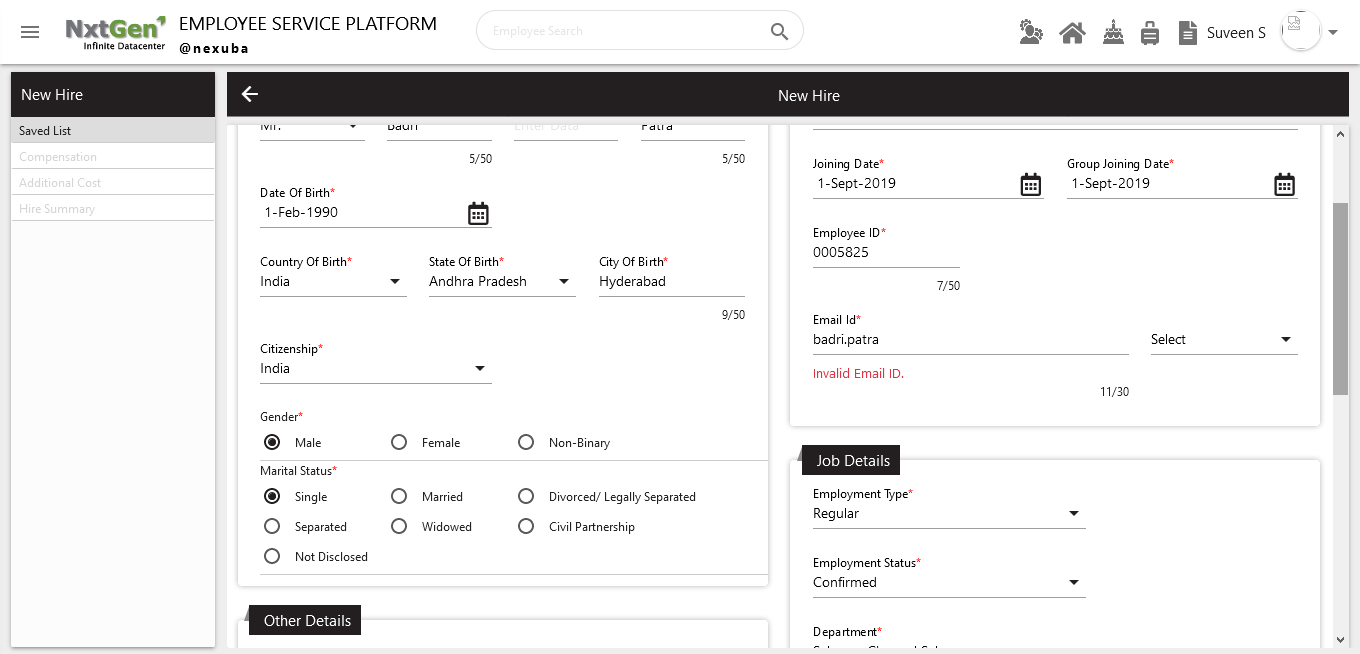 NxtGen
Infinite Datacenter
EMPLOYEE SERVICE PLATFORM
@nexuba
Employee Search
Suveen S
New Hire
Saved List
Compensation
Additional Cost
Hire Summary
New Hire
Mr.
Badri
Enter Data
Patra
5/50
5/50
Date Of Birth*
1-Feb-1990
Country Of Birth*
State Of Birth*
City Of Birth*
India
Andhra Pradesh
Hyderabad
9/50
Citizenship*
India
Gender*
Male
Female
Non-Binary
Marital Status*
Single
Married
Divorced/ Legally Separated
Separated
Widowed
Civil Partnership
Not Disclosed
Other Details
Joining Date*
Group Joining Date*
1-Sept-2019
1-Sept-2019
Employee ID*
0005825
7/50
Email Id*
badri.patra
Select
Invalid Email ID.
11/30
Job Details
Employment Type*
Regular
Employment Status*
Confirmed
Department*